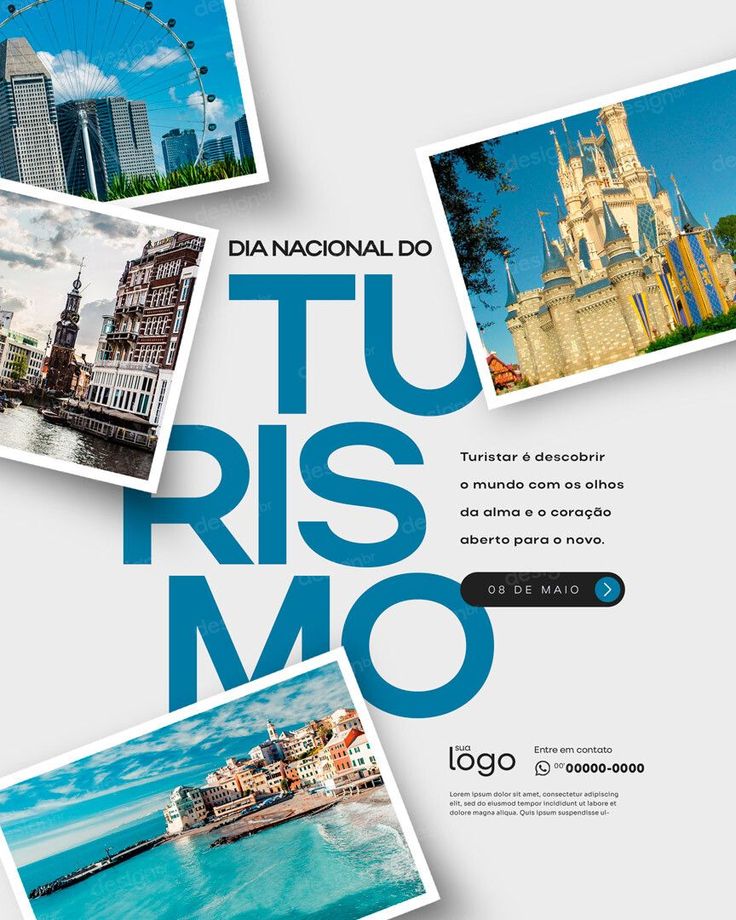 DIA NACIONAL DO
TU
RIS
MO
Turistar é descobrir
o mundo com os olhos
da alma e o coração
aberto para o novo.
08 DE MAIO
sua
logo
Entre em contato
00' 00000-0000
Lorem ipsum dolor sit amet, consectetur adipiscing
elit, sed do eiusmod tempor incididunt ut labore et
dolore magna aliqua. Quis ipsum suspendisse ul-
designbr